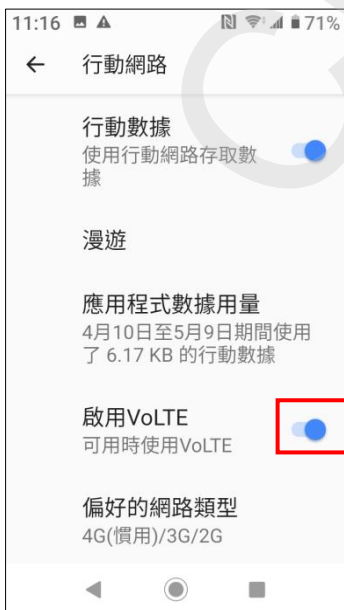 11:16 71%
行動網路
行動數據
使用行動網路存取數
據
漫遊
應用程式數據用量
4月10日至5月9日期間使用
了 6.17 KB 的行動數據
啟用VoLTE
可用時使用VoLTE
偏好的網路類型
4G(慣用)/3G/2G